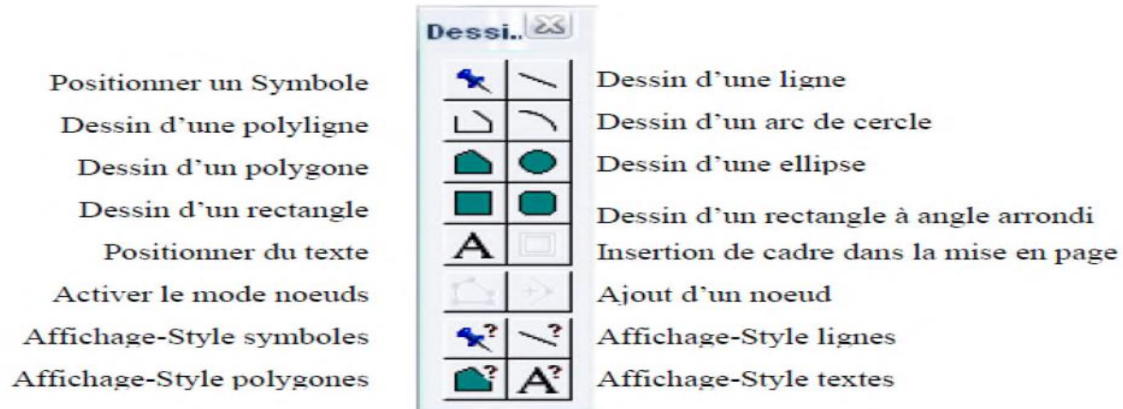 Dessi..
Positionner un Symbole
Dessin d'une ligne
Dessin d'une polyligne
Dessin d'un arc de cercle
Dessin d'un polygone
Dessin d'une ellipse
Dessin d'un rectangle
Dessin d'un rectangle à angle arrondi
Positionner du texte
A
Insertion de cadre dans la mise en page
Activer le mode noeuds
Ajout d'un noeud
Affichage-Style symboles
?
?
Affichage-Style lignes
Affichage-Style polygones
?
A?
Affichage-Style textes